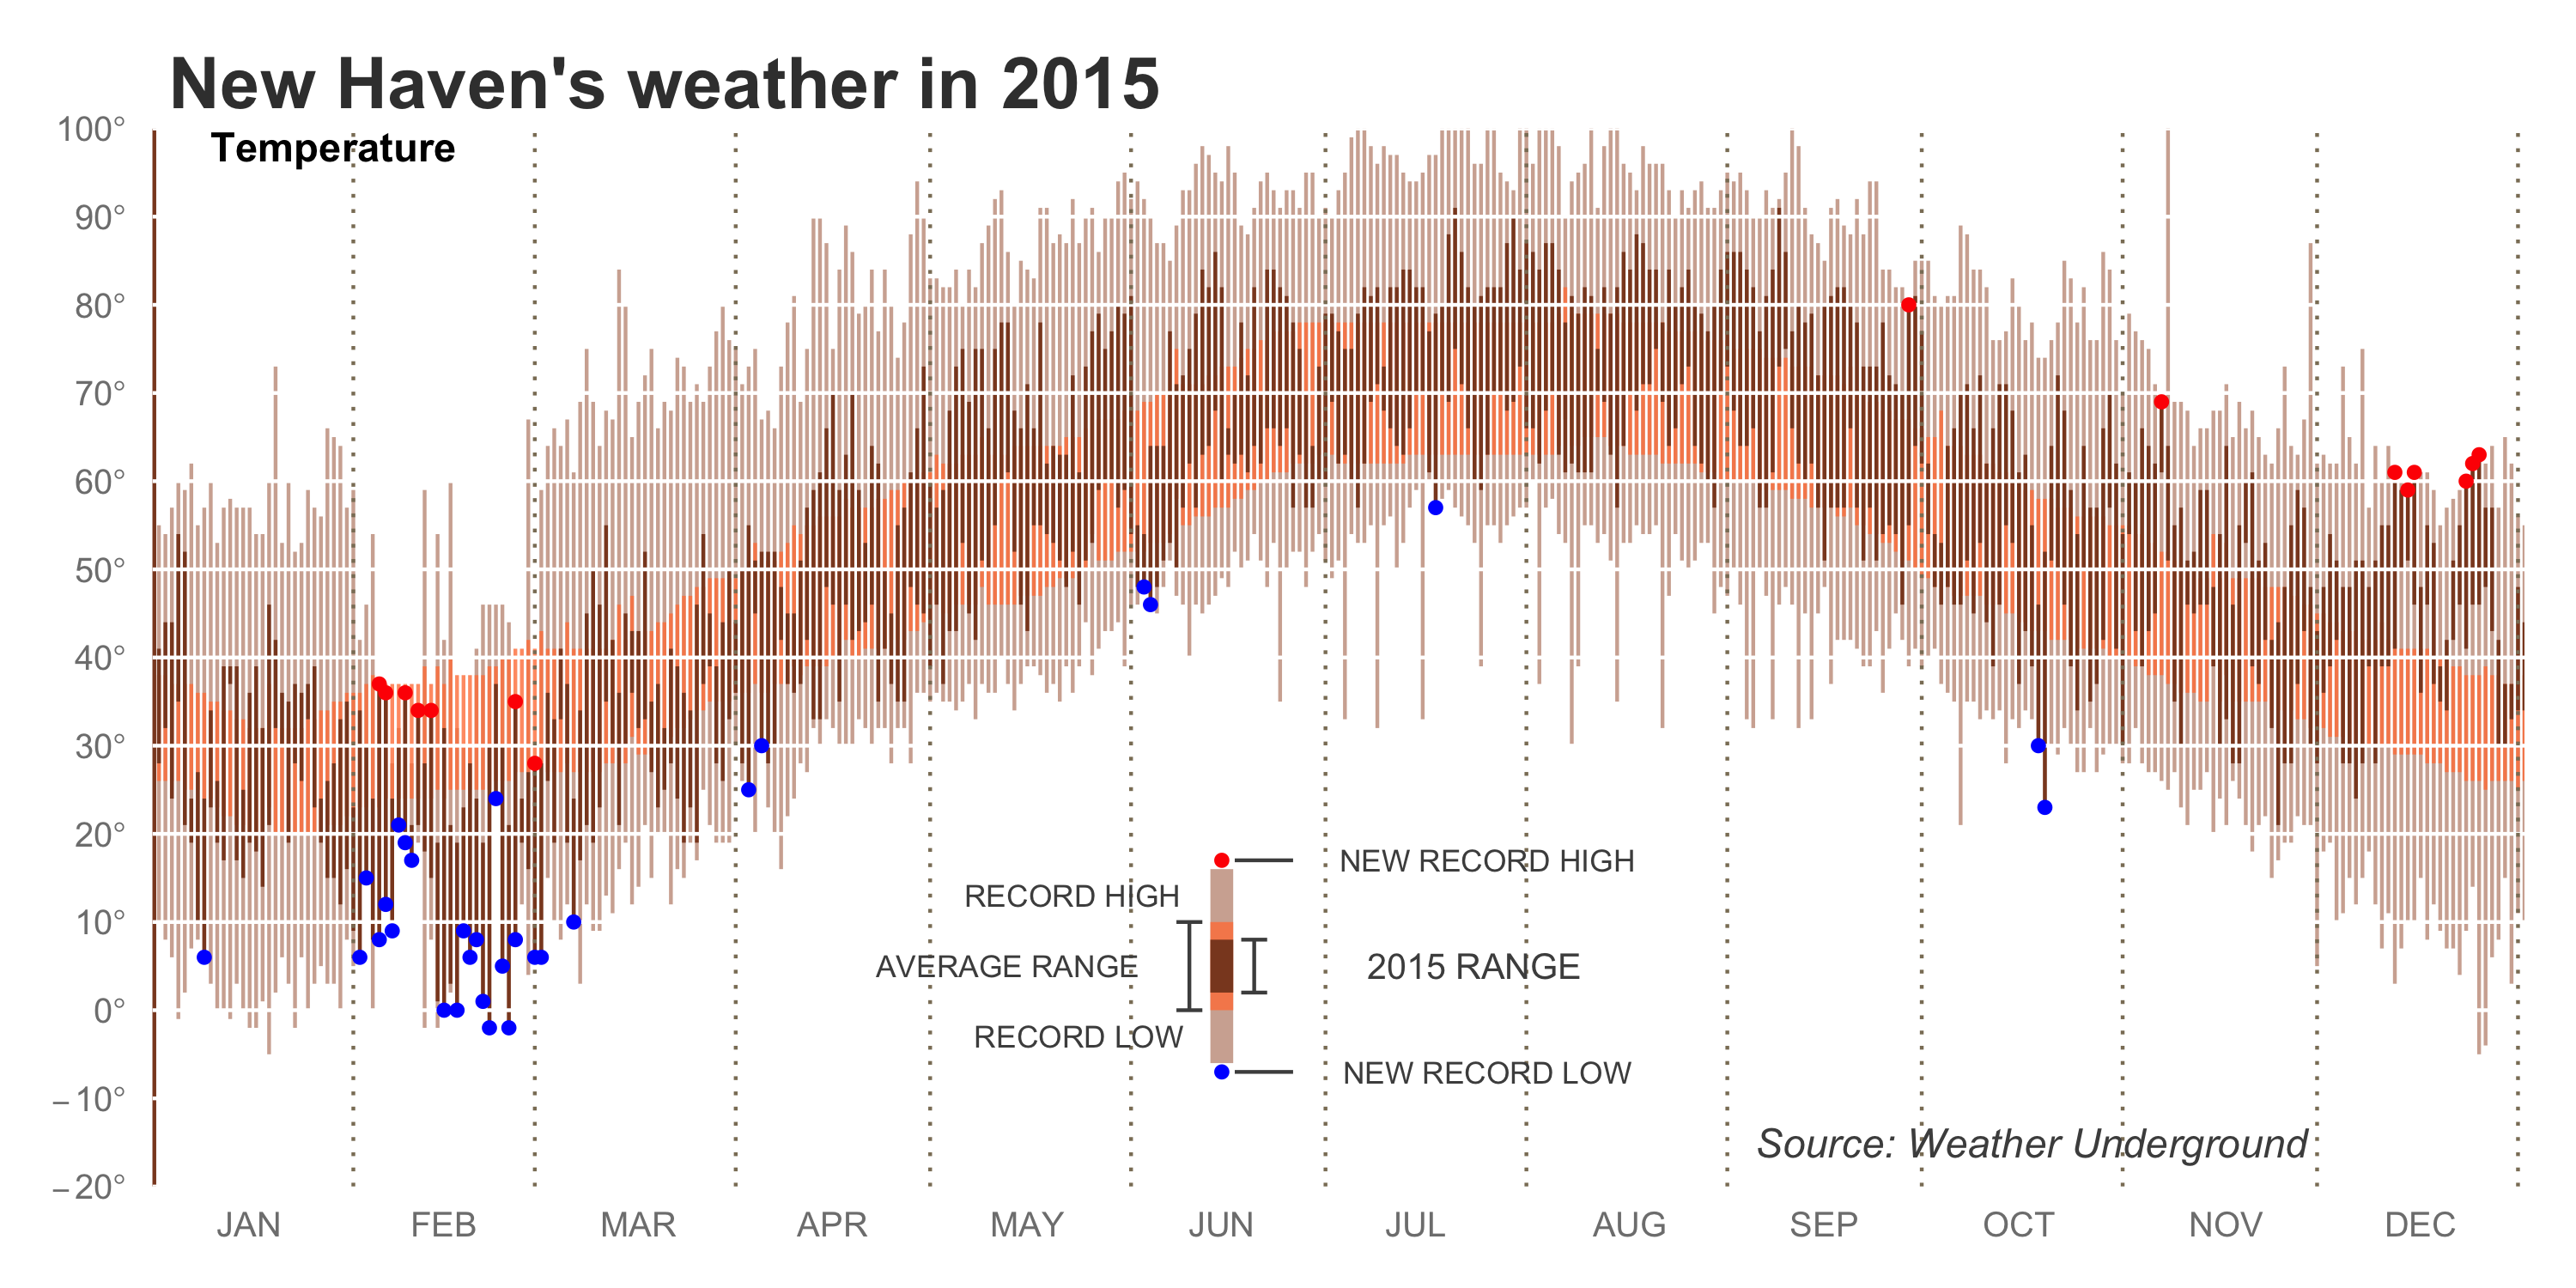 New Haven's weather in 2015
Temperature
100°
90°
80°
70°
60°
50°
40°
30°
20°
10°
0°
−10°
−20°
NEW RECORD HIGH
RECORD HIGH
AVERAGE RANGE
2015 RANGE
RECORD LOW
NEW RECORD LOW
Source: Weather Underground
JAN FEB MAR APR MAY JUN JUL AUG SEP OCT NOV DEC